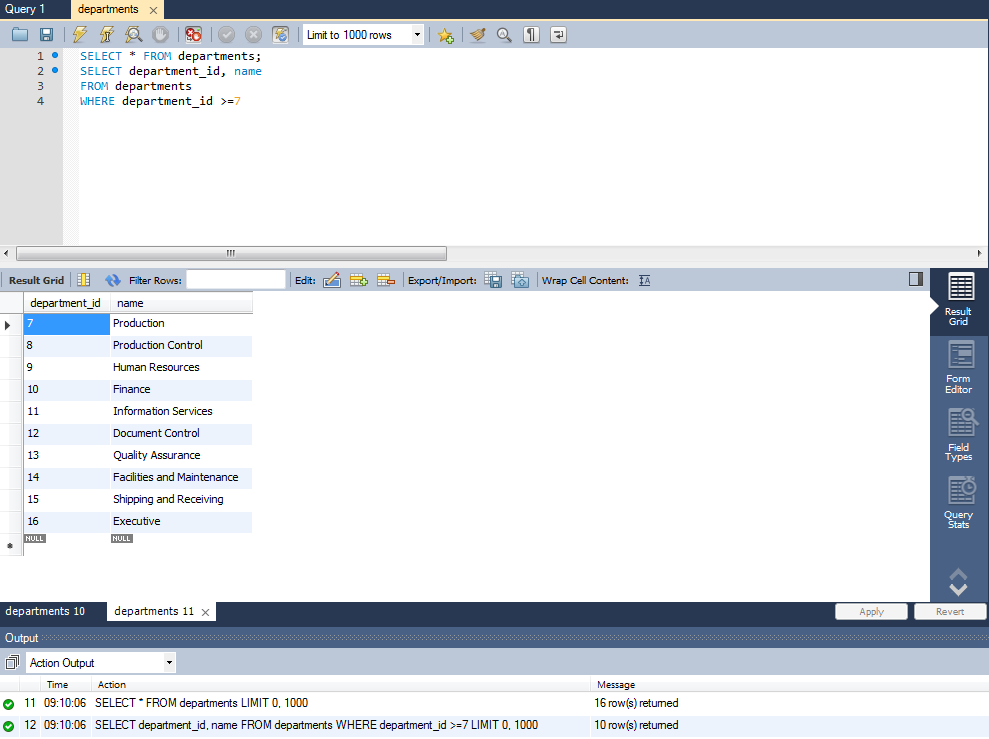 Query 1 departments
Limit to 1000 rows
1 SELECT * FROM departments;
2 SELECT department_id, name
3 FROM departments
4 WHERE department_id >=7
Result Grid Filter Rows: Edit: Export/Import: Wrap Cell Content:
department_id name
7 Production
8 Production Control
9 Human Resources
10 Finance
11 Information Services
12 Document Control
13 Quality Assurance
14 Facilities and Maintenance
15 Shipping and Receiving
16 Executive
NULL NULL
Result
Grid
Form
Editor
Field
Types
Query
Stats
departments 10 departments 11 Apply Revert
Output
Action Output
Time Action Message
11 09:10:06 SELECT * FROM departments LIMIT 0, 1000 16 row(s) returned
12 09:10:06 SELECT department_id, name FROM departments WHERE department_id >=7 LIMIT 0, 1000 10 row(s) returned